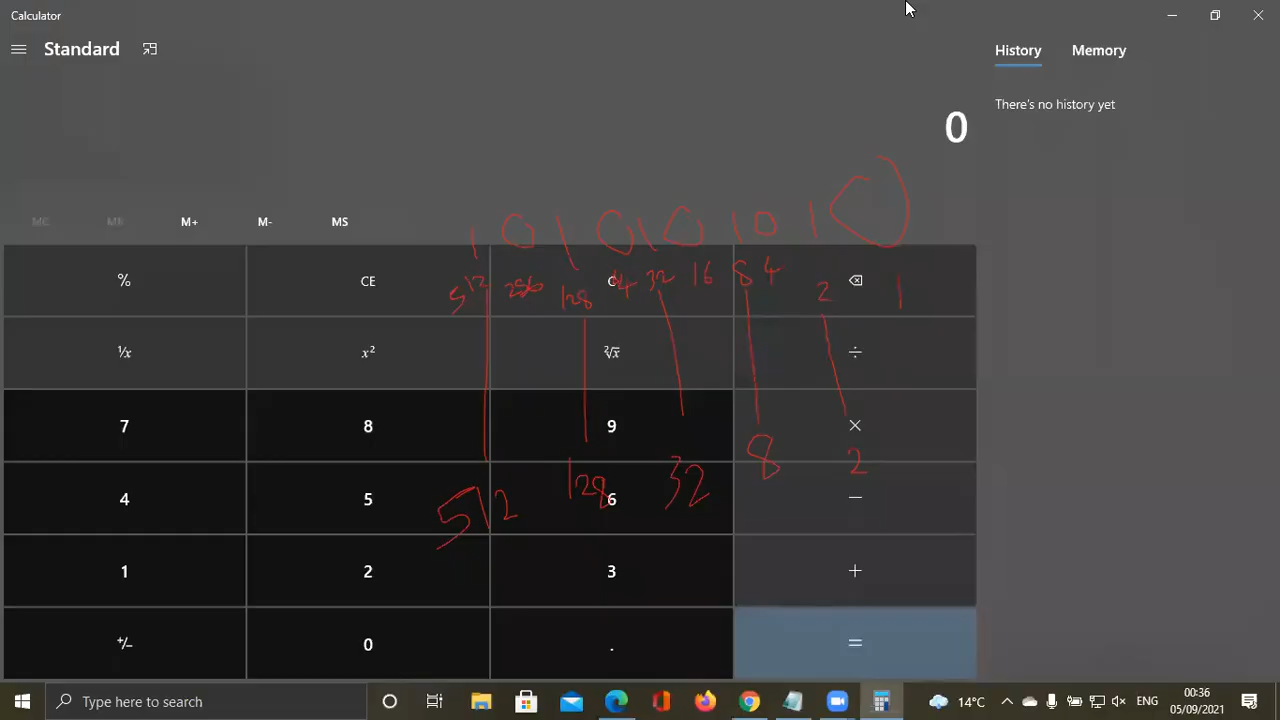 Calculator
Standard
History Memory
There's no history yet
0
MC MR M+ M- MS
1 0 1 0 1 0 1 0 1 0
% CE C
512 256 128 64 32 16 8 4 2 1
¹/x x² ²√x ÷
7 8 9 ×
512 128 32 8 2
4 5 6 −
1 2 3 +
+/− 0 . =
Type here to search
14°C
ENG
00:36
05/09/2021